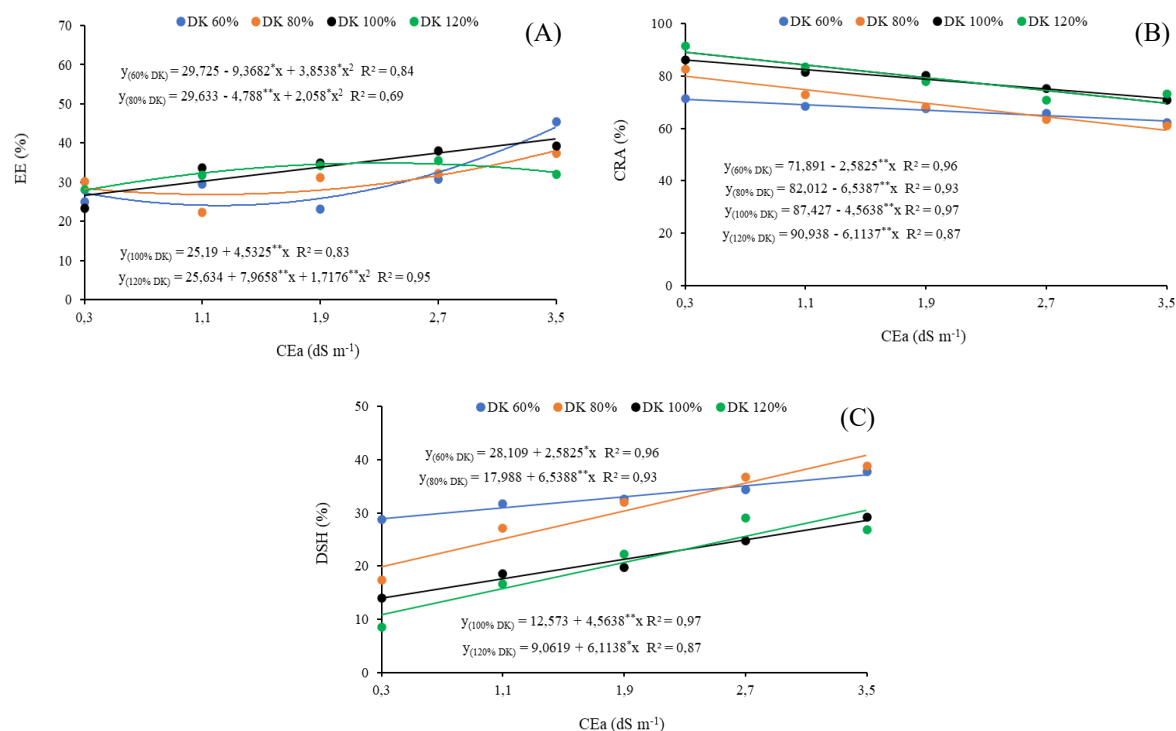 DK 60% DK 80% DK 100% DK 120%
(A)
EE (%)
60
50
40
30
20
10
0
y(60% DK) = 29,725 - 9,3682*x + 3,8538*x² R² = 0,84
y(80% DK) = 29,633 - 4,788**x + 2,058*x² R² = 0,69
y(100% DK) = 25,19 + 4,5325**x R² = 0,83
y(120% DK) = 25,634 + 7,9658**x + 1,7176**x² R² = 0,95
0,3 1,1 1,9 2,7 3,5
CEa (dS m-1)
DK 60% DK 80% DK 100% DK 120%
(B)
CRA (%)
100
80
60
40
20
0
y(60% DK) = 71,891 - 2,5825**x R² = 0,96
y(80% DK) = 82,012 - 6,5387**x R² = 0,93
y(100% DK) = 87,427 - 4,5638**x R² = 0,97
y(120% DK) = 90,938 - 6,1137**x R² = 0,87
0,3 1,1 1,9 2,7 3,5
CEa (dS m-1)
DK 60% DK 80% DK 100% DK 120%
(C)
DSH (%)
50
40
30
20
10
0
y(60% DK) = 28,109 + 2,5825*x R² = 0,96
y(80% DK) = 17,988 + 6,5388**x R² = 0,93
y(100% DK) = 12,573 + 4,5638**x R² = 0,97
y(120% DK) = 9,0619 + 6,1138*x R² = 0,87
0,3 1,1 1,9 2,7 3,5
CEa (dS m-1)